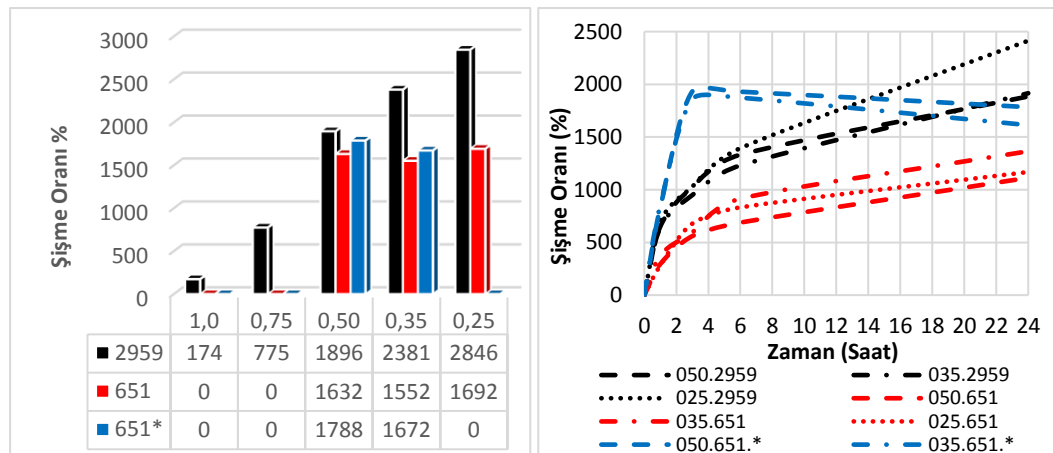 Şişme Oranı %
3000
2500
2000
1500
1000
500
0
1,0 0,75 0,50 0,35 0,25
2959 174 775 1896 2381 2846
651 0 0 1632 1552 1692
651* 0 0 1788 1672 0
Şişme Oranı (%)
2500
2000
1500
1000
500
0
0 2 4 6 8 10 12 14 16 18 20 22 24
Zaman (Saat)
050.2959 035.2959
025.2959 050.651
035.651 025.651
050.651.* 035.651.*